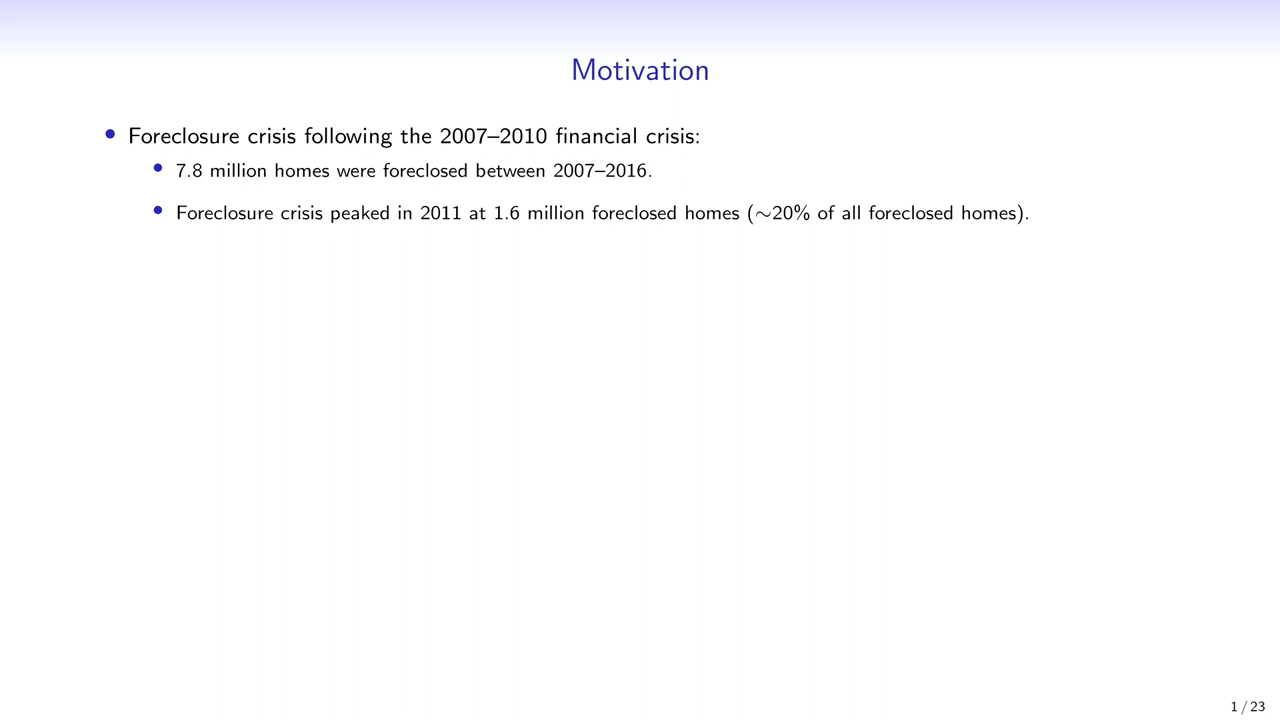 Motivation
• Foreclosure crisis following the 2007–2010 financial crisis:
• 7.8 million homes were foreclosed between 2007–2016.
• Foreclosure crisis peaked in 2011 at 1.6 million foreclosed homes (∼20% of all foreclosed homes).
1 / 23